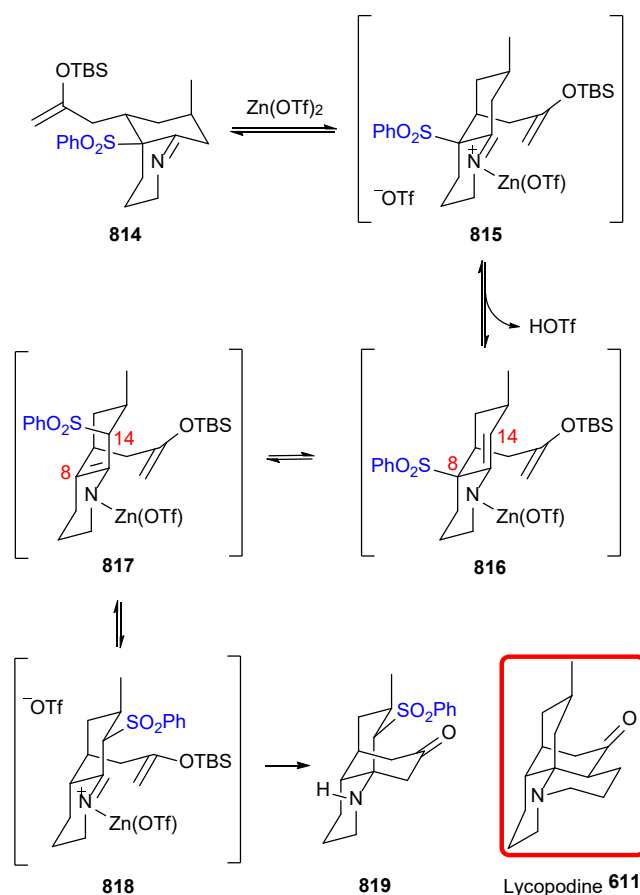 OTBS
PhO2S
N
814
Zn(OTf)2
PhO2S
OTBS
N
+
Zn(OTf)
−OTf
815
HOTf
PhO2S
14
OTBS
8
N
Zn(OTf)
817
14
OTBS
PhO2S
8
N
Zn(OTf)
816
−OTf
SO2Ph
OTBS
N
+
Zn(OTf)
818
SO2Ph
O
H
N
819
O
N
Lycopodine 611